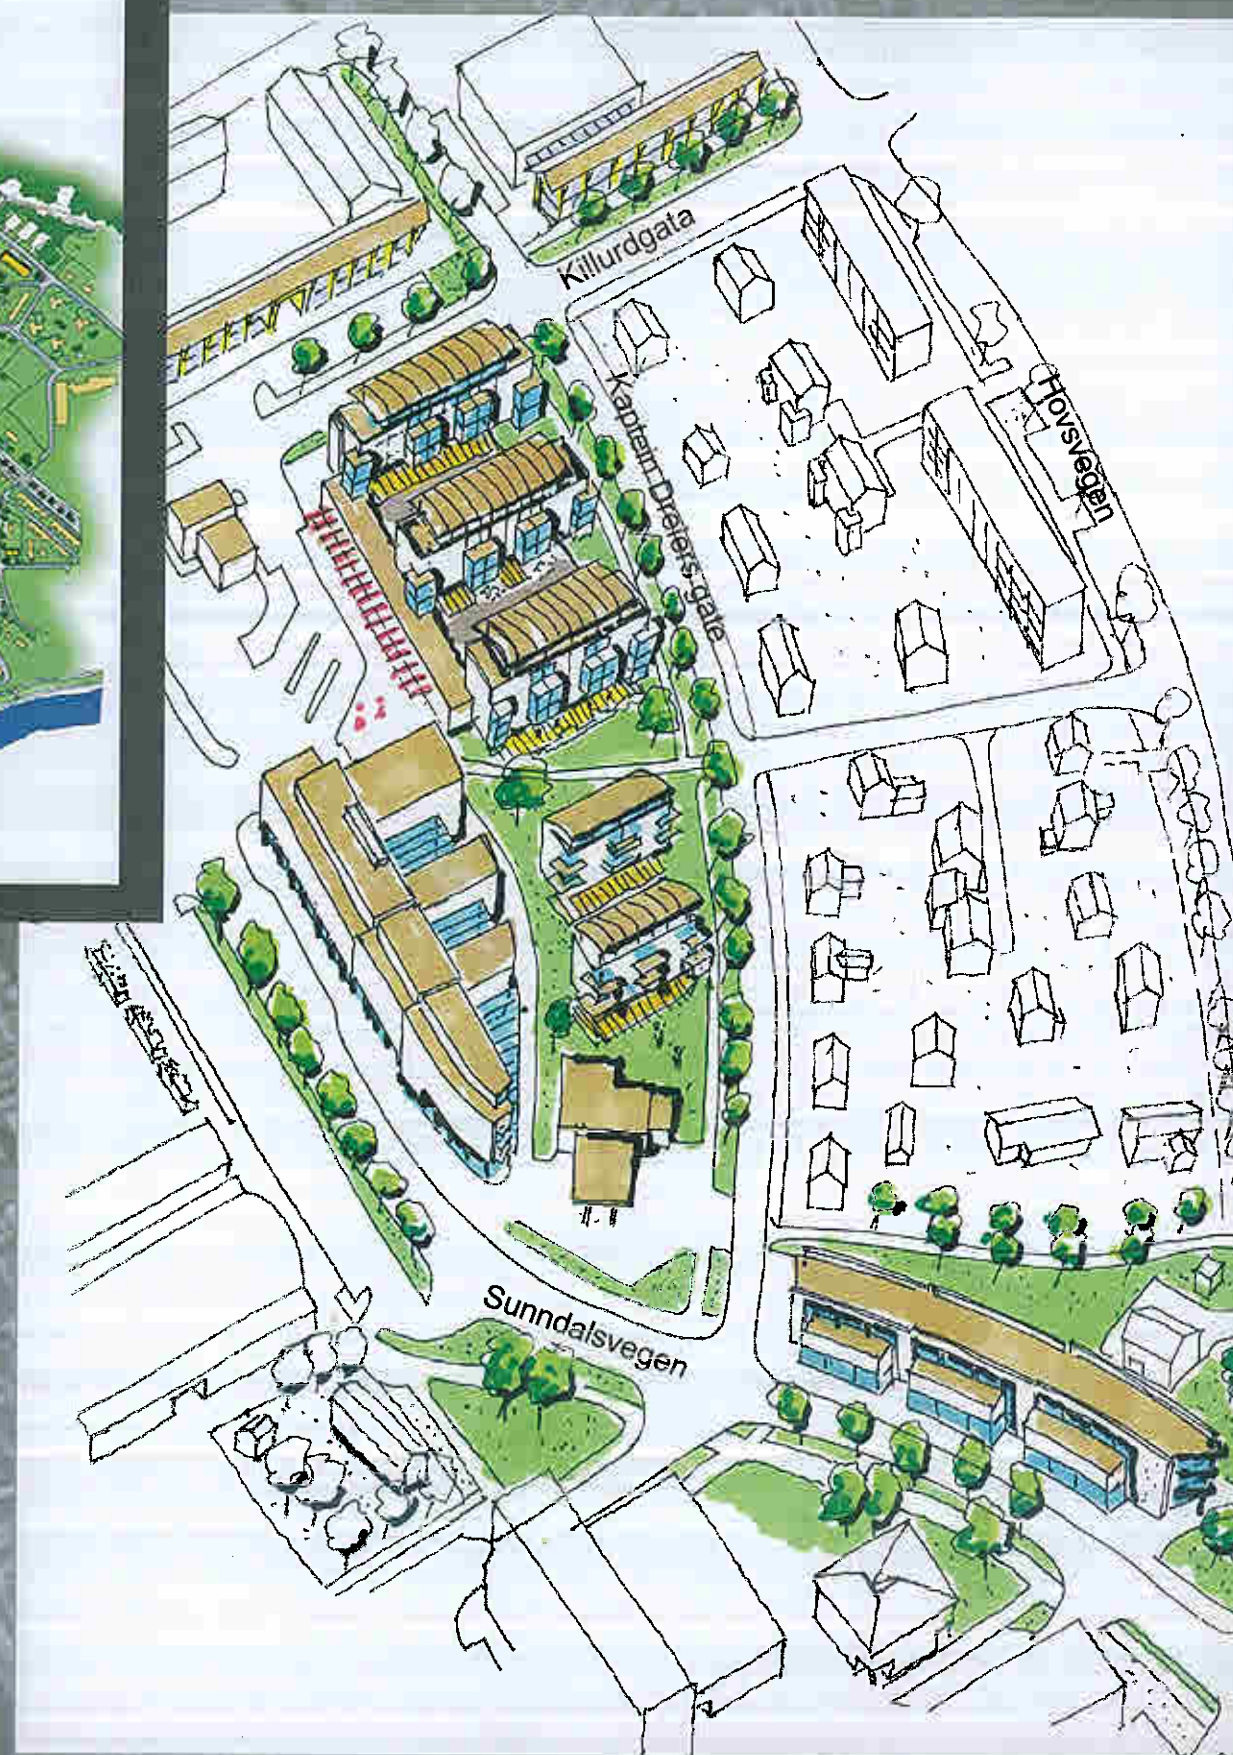 Killurdgata
Kaptein Dreiers gate
Hovsvegen
Sunndalsvegen